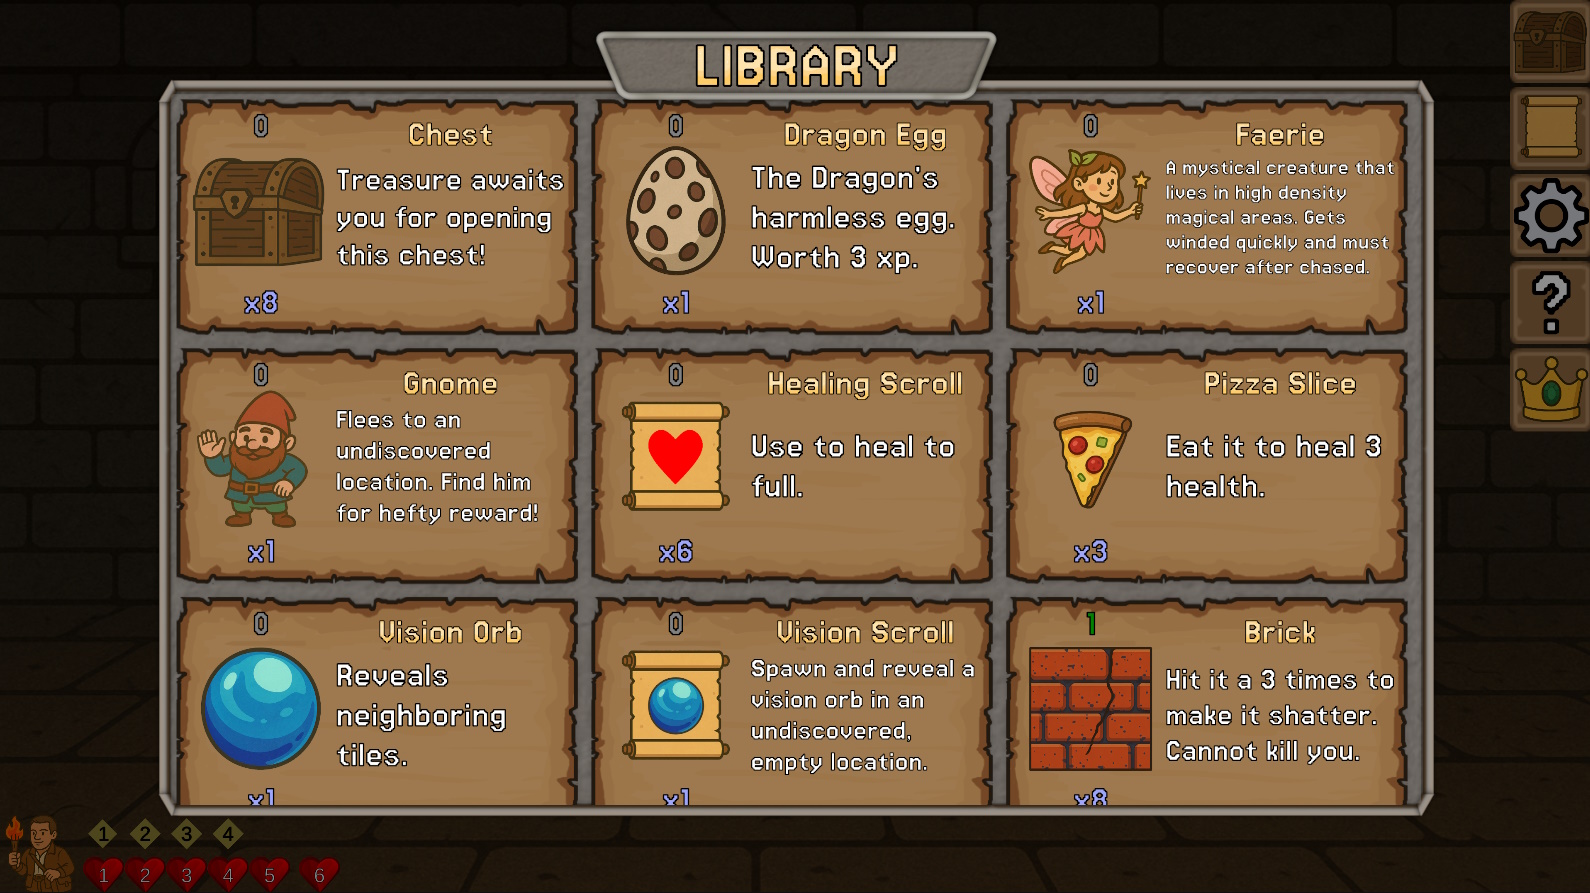 LIBRARY
0
Chest
Treasure awaits
you for opening
this chest!
x8
0
Dragon Egg
The Dragon's
harmless egg.
Worth 3 xp.
x1
0
Faerie
A mystical creature that
lives in high density
magical areas. Gets
winded quickly and must
recover after chased.
x1
0
Gnome
Flees to an
undiscovered
location. Find him
for hefty reward!
x1
0
Healing Scroll
Use to heal to
full.
x6
0
Pizza Slice
Eat it to heal 3
health.
x3
0
Vision Orb
Reveals
neighboring
tiles.
x1
0
Vision Scroll
Spawn and reveal a
vision orb in an
undiscovered,
empty location.
x1
1
Brick
Hit it a 3 times to
make it shatter.
Cannot kill you.
x8
?
1 2 3 4
1 2 3 4 5 6